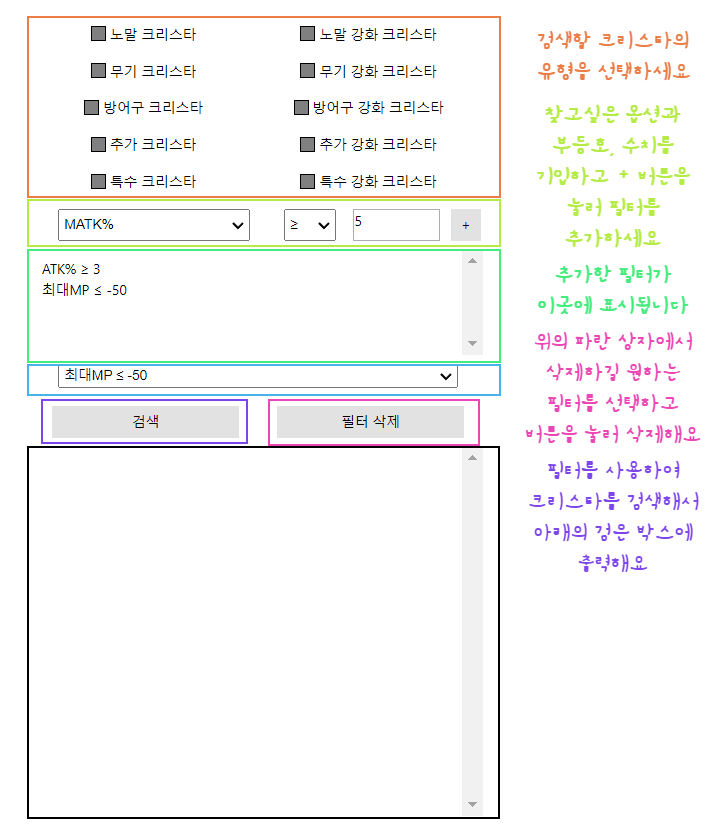 노말 크리스타 노말 강화 크리스타
무기 크리스타 무기 강화 크리스타
방어구 크리스타 방어구 강화 크리스타
추가 크리스타 추가 강화 크리스타
특수 크리스타 특수 강화 크리스타
검색할 크리스타의
유형을 선택하세요
MATK% ≥ 5 +
찾고싶은 옵션과
부등호, 수치를
기입하고 + 버튼을
눌러 필터를
추가하세요
ATK% ≥ 3
최대MP ≤ -50
추가한 필터가
이곳에 표시됩니다
최대MP ≤ -50
위의 파란 상자에서
삭제하길 원하는
필터를 선택하고
버튼을 눌러 삭제해요
검색 필터 삭제
필터를 사용하여
크리스타를 검색해서
아래의 검은 박스에
출력해요